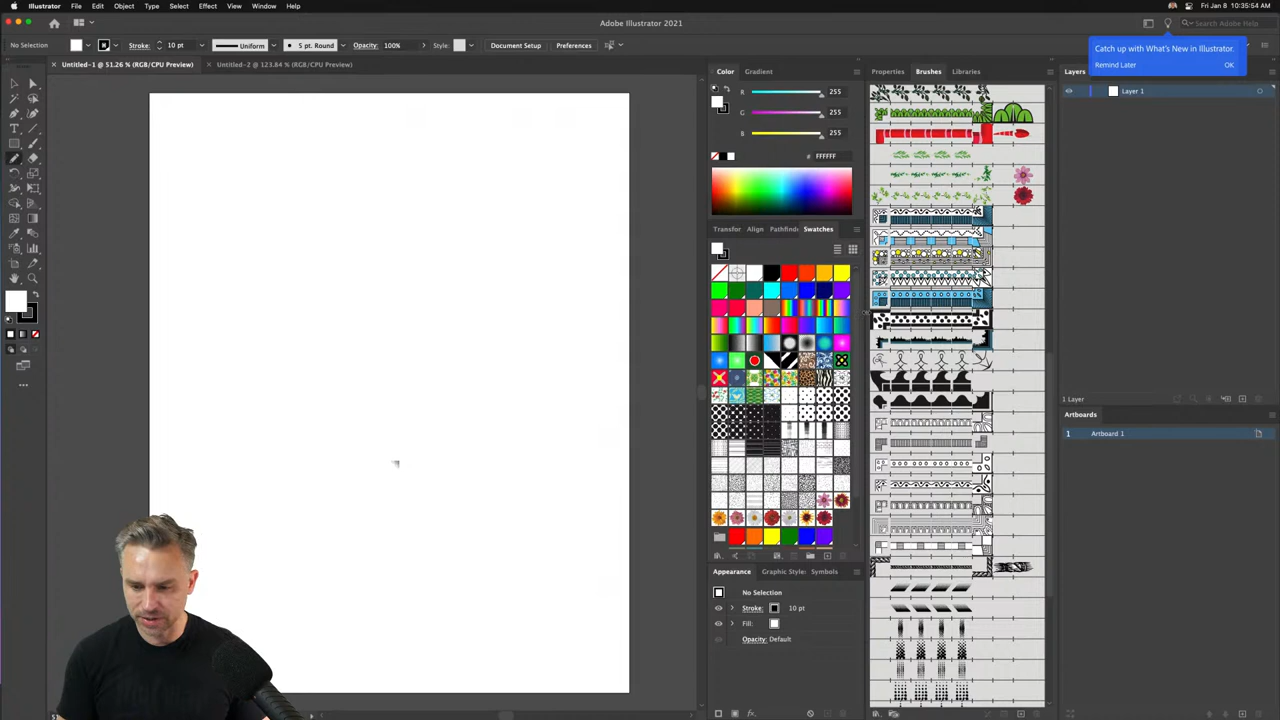 Illustrator File Edit Object Type Select Effect View Window Help Fri Jan 8 10:35:54 AM
Adobe Illustrator 2021 Search Adobe Help
No Selection Stroke: 10 pt Uniform 5 pt. Round Opacity: 100% Style: Document Setup Preferences
Catch up with What's New in Illustrator.
Remind Later OK
Untitled-1 @ 51.26 % (RGB/CPU Preview) Untitled-2 @ 123.84 % (RGB/CPU Preview)
Color Gradient Properties Brushes Libraries Layers
R 255
G 255
B 255
Layer 1
# FFFFFF
Transfor Align Pathfind Swatches
1 Layer
Artboards
1 Artboard 1
Appearance Graphic Style: Symbols
No Selection
Stroke: 10 pt
Fill:
Opacity: Default